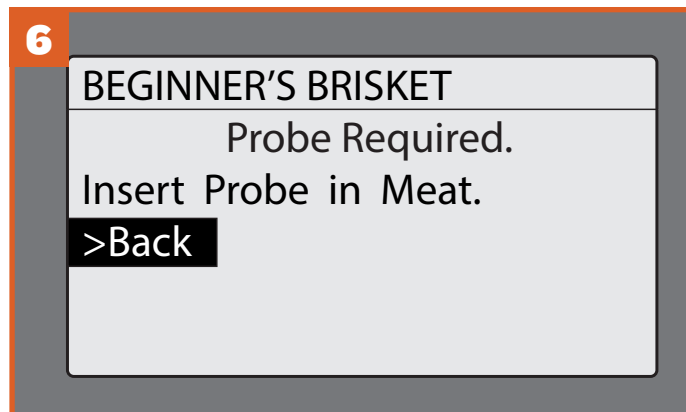 6
BEGINNER’S BRISKET
Probe Required.
Insert Probe in Meat.
>Back